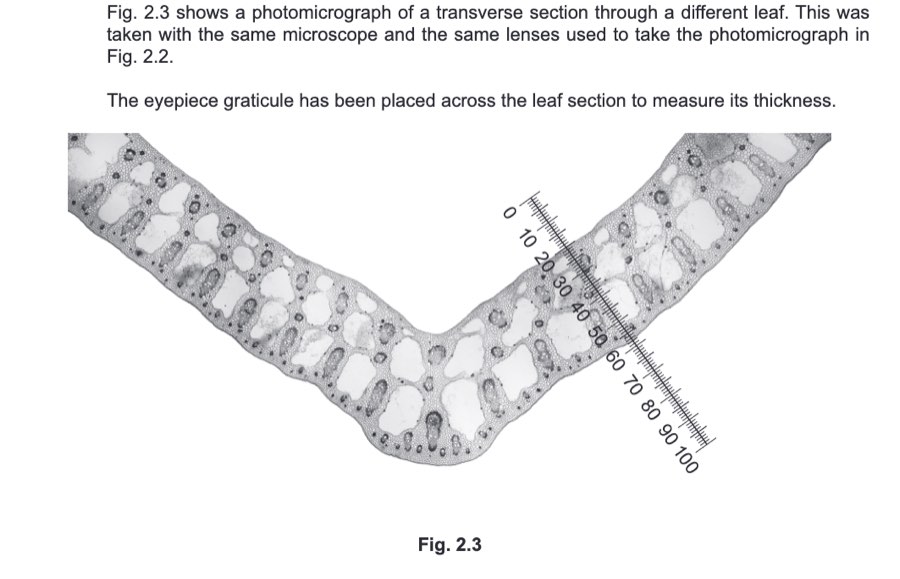 Fig. 2.3 shows a photomicrograph of a transverse section through a different leaf. This was
taken with the same microscope and the same lenses used to take the photomicrograph in
Fig. 2.2.
The eyepiece graticule has been placed across the leaf section to measure its thickness.
0 10 20 30 40 50 60 70 80 90 100
Fig. 2.3